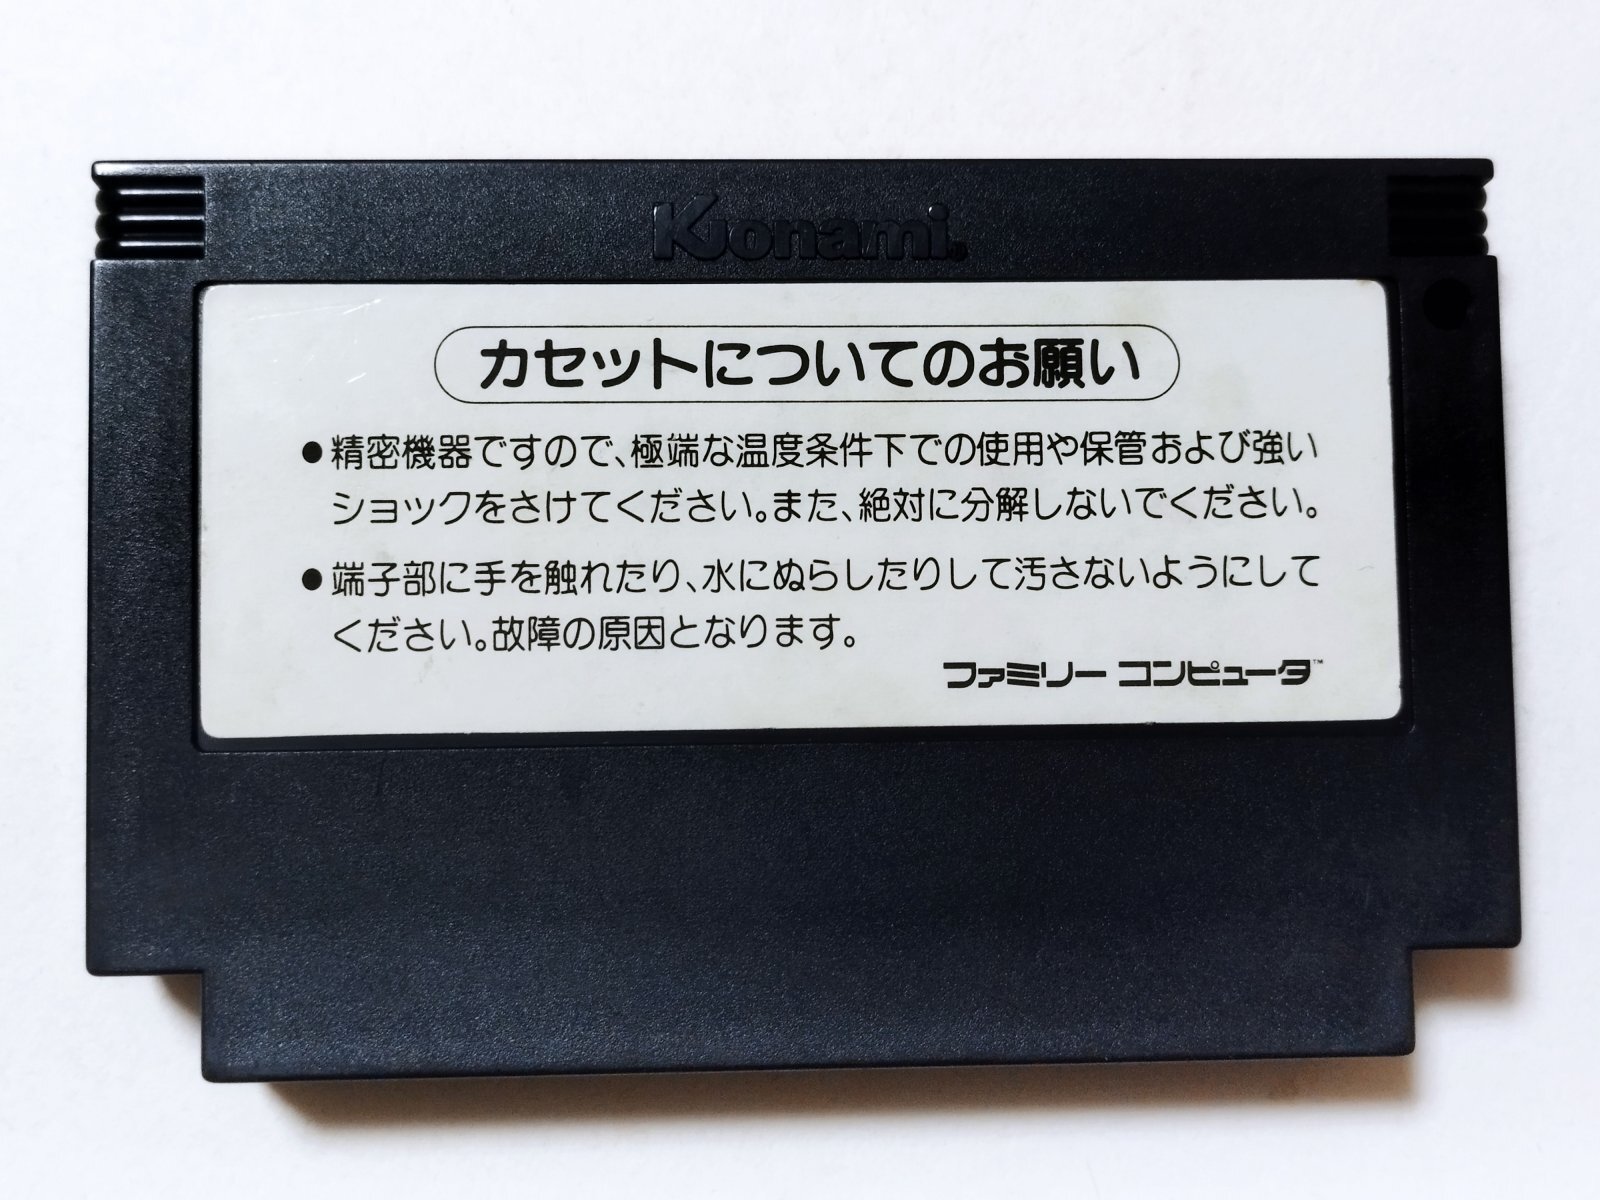 Konami®
カセットについてのお願い
●精密機器ですので、極端な温度条件下での使用や保管および強い
ショックをさけてください。また、絶対に分解しないでください。
●端子部に手を触れたり、水にぬらしたりして汚さないようにして
ください。故障の原因となります。
ファミリー コンピュータ™